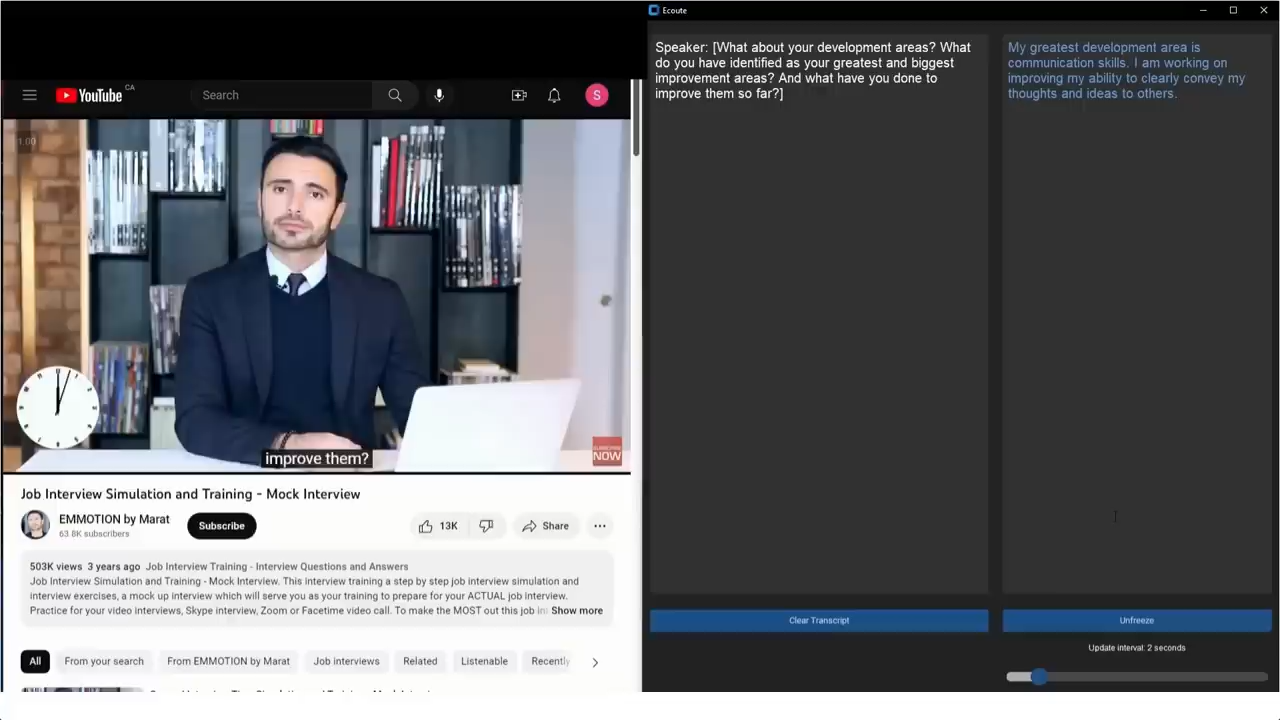 Ecoute
YouTube CA
Search
S
1:00
improve them?
SUBSCRIBE
NOW
Job Interview Simulation and Training - Mock Interview
EMMOTION by Marat
63.8K subscribers
Subscribe
13K
Share
503K views 3 years ago Job Interview Training - Interview Questions and Answers
Job Interview Simulation and Training - Mock Interview. This interview training a step by step job interview simulation and
interview exercises, a mock up interview which will serve you as your training to prepare for your ACTUAL job interview.
Practice for your video interviews, Skype interview, Zoom or Facetime video call. To make the MOST out this job in Show more
All
From your search
From EMMOTION by Marat
Job interviews
Related
Listenable
Recently
Speaker: [What about your development areas? What
do you have identified as your greatest and biggest
improvement areas? And what have you done to
improve them so far?]
Clear Transcript
My greatest development area is
communication skills. I am working on
improving my ability to clearly convey my
thoughts and ideas to others.
Unfreeze
Update interval: 2 seconds